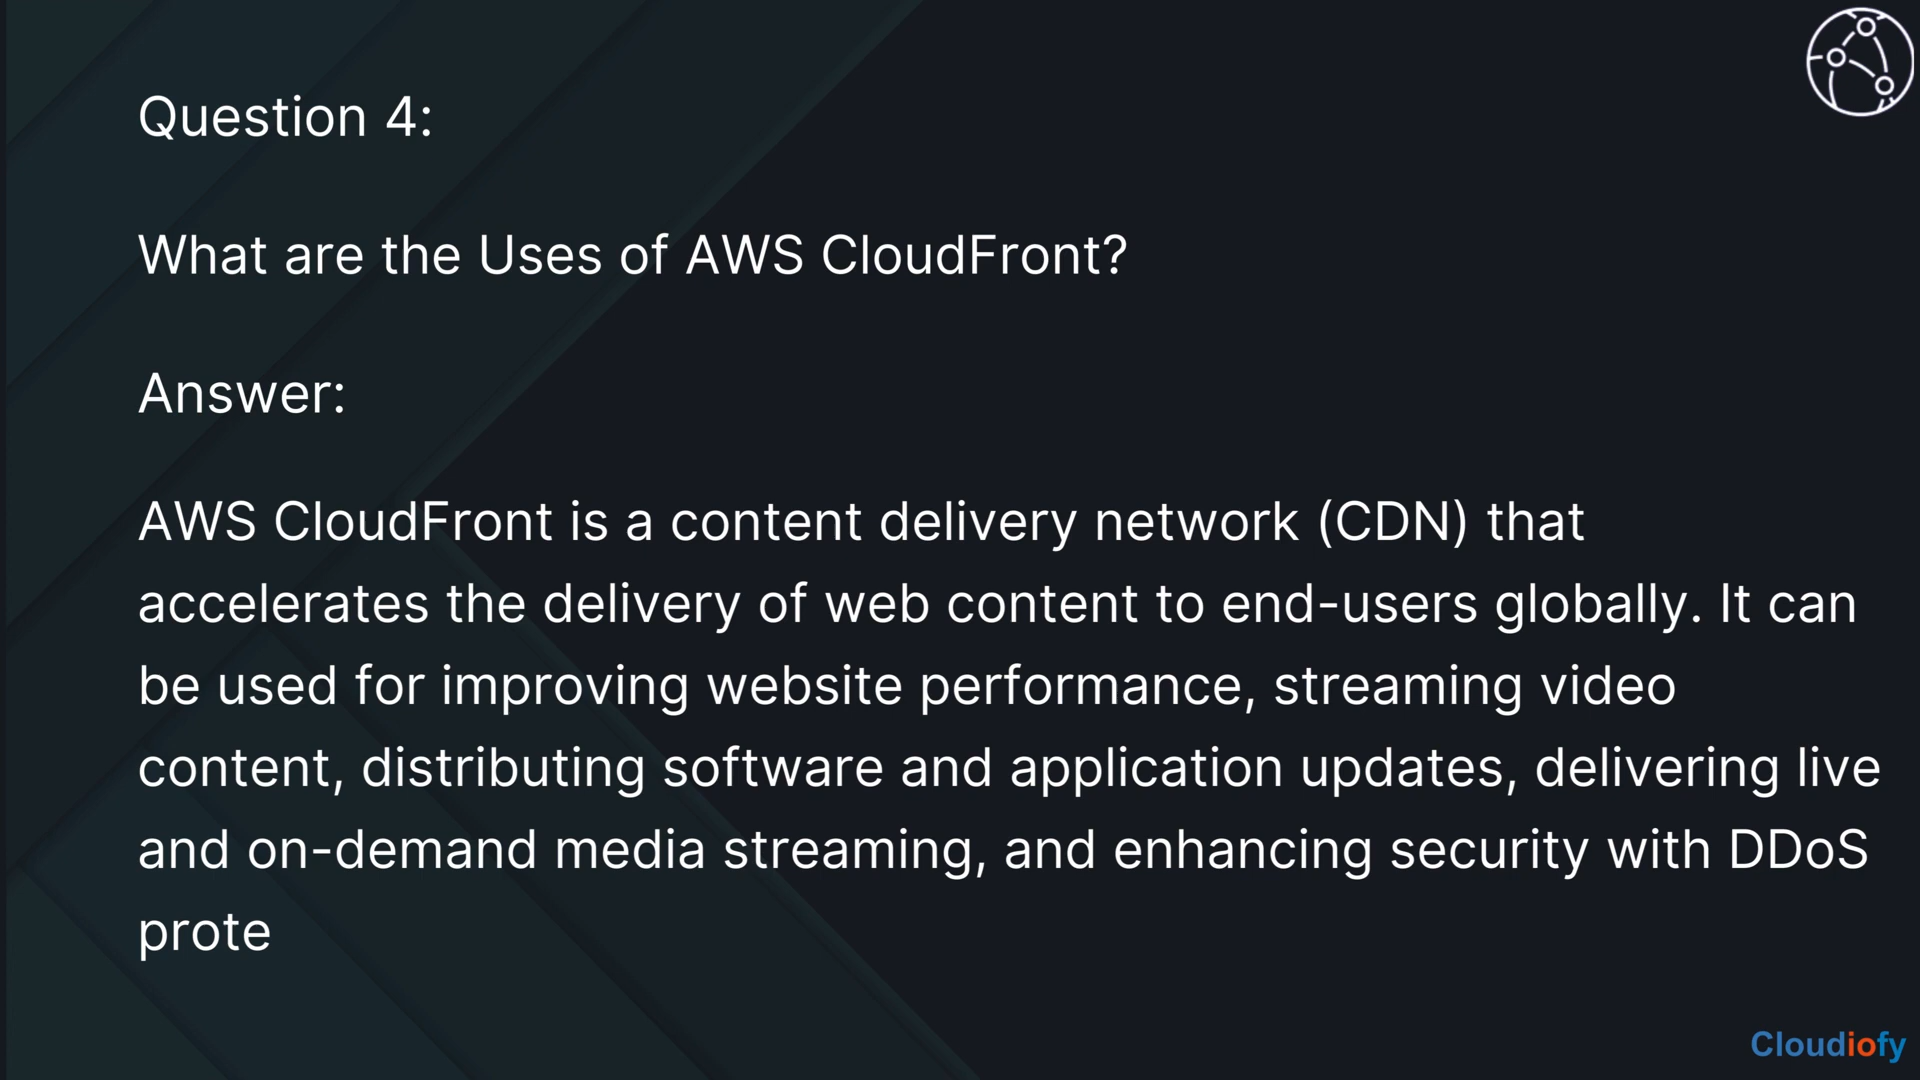 Question 4:
What are the Uses of AWS CloudFront?
Answer:
AWS CloudFront is a content delivery network (CDN) that
accelerates the delivery of web content to end-users globally. It can
be used for improving website performance, streaming video
content, distributing software and application updates, delivering live
and on-demand media streaming, and enhancing security with DDoS
prote
Cloudiofy